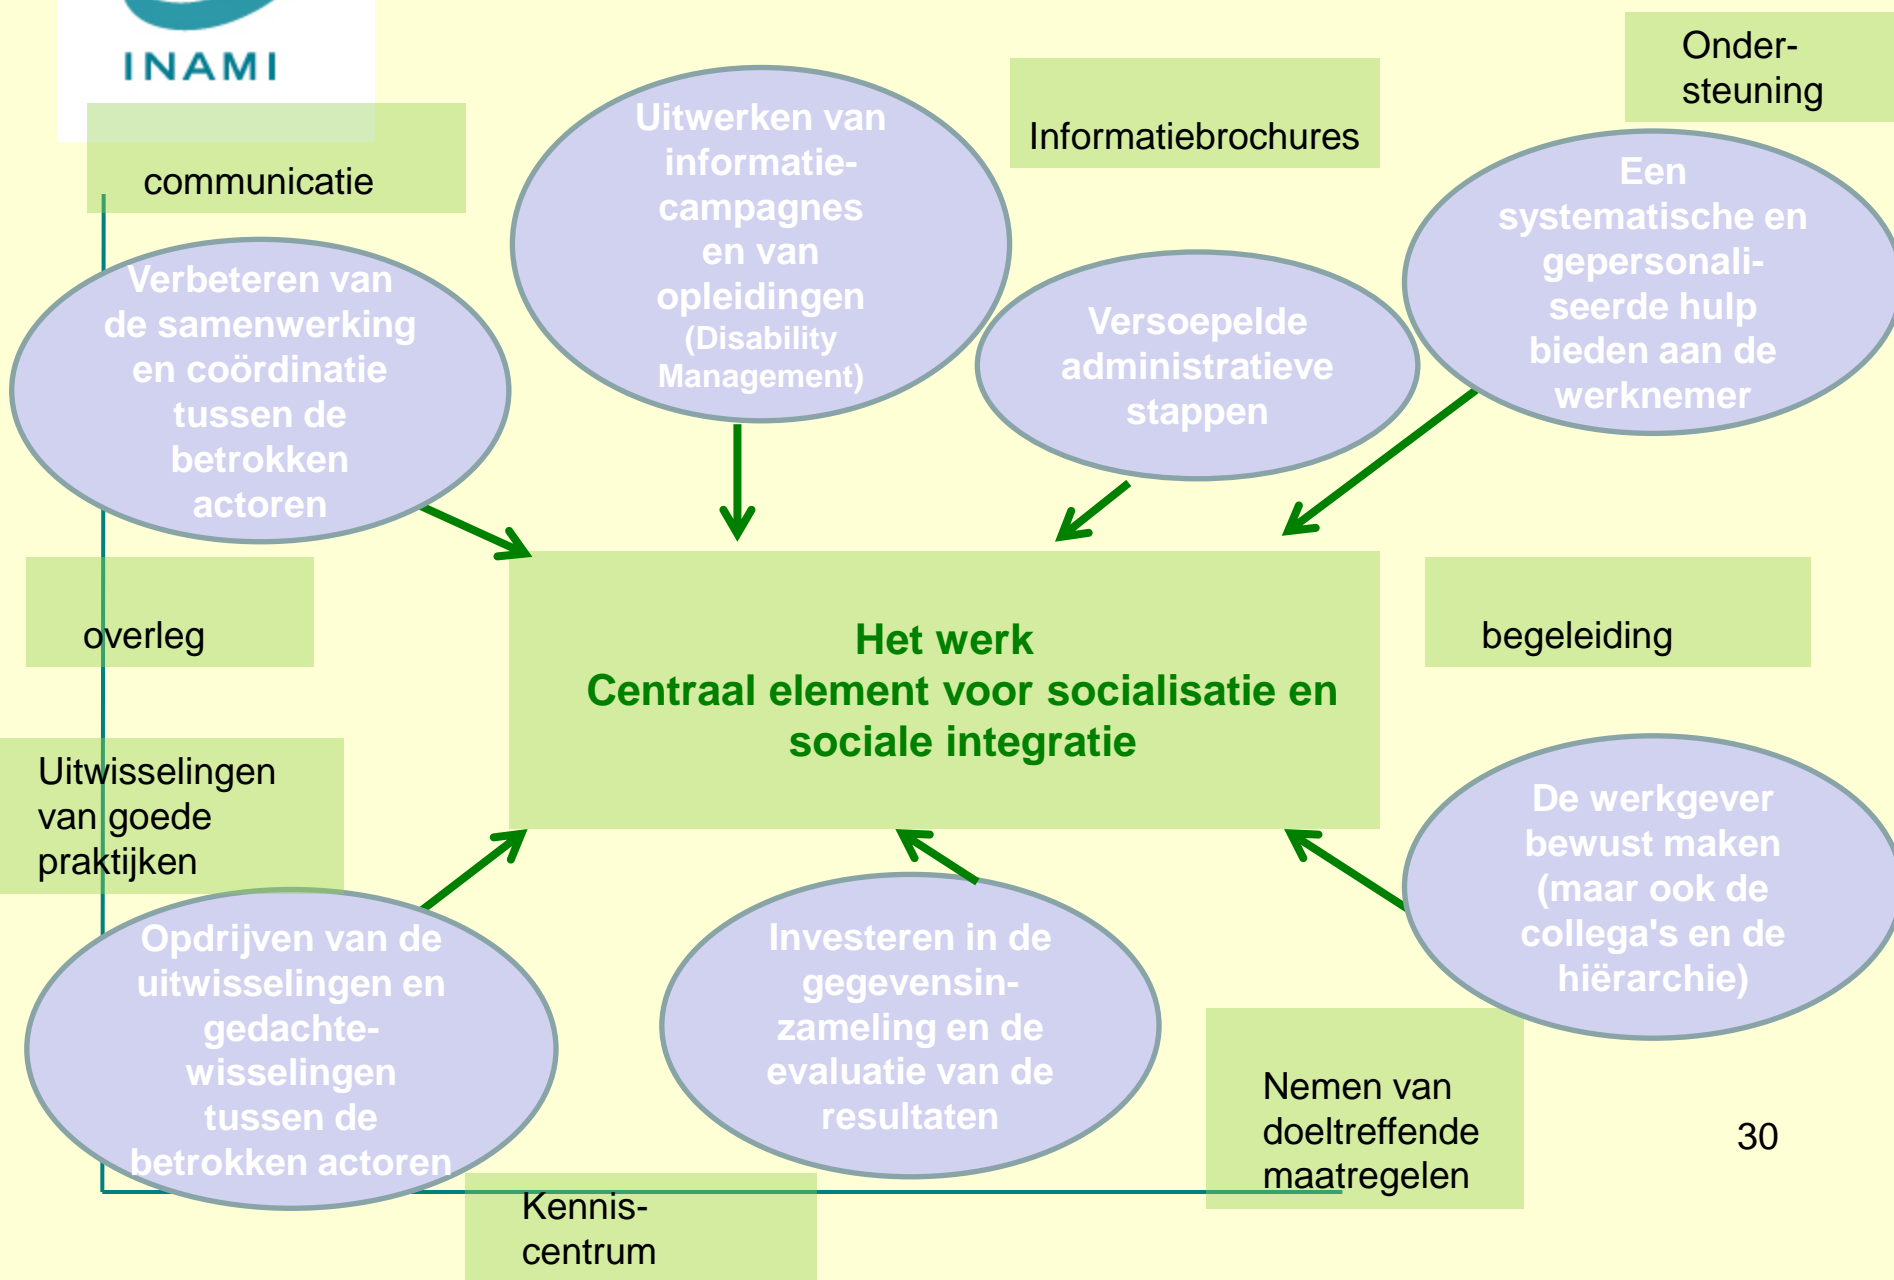 INAMI
communicatie
Uitwerken van
informatie-
campagnes
en van
opleidingen
(Disability
Management)
Informatiebrochures
Onder-
steuning
Verbeteren van
de samenwerking
en coördinatie
tussen de
betrokken
actoren
Versoepelde
administratieve
stappen
Een
systematische en
gepersonali-
seerde hulp
bieden aan de
werknemer
overleg
Het werk
Centraal element voor socialisatie en
sociale integratie
begeleiding
Uitwisselingen
van goede
praktijken
Opdrijven van de
uitwisselingen en
gedachte-
wisselingen
tussen de
betrokken actoren
Investeren in de
gegevensin-
zameling en de
evaluatie van de
resultaten
De werkgever
bewust maken
(maar ook de
collega's en de
hiërarchie)
Nemen van
doeltreffende
maatregelen
Kennis-
centrum
30